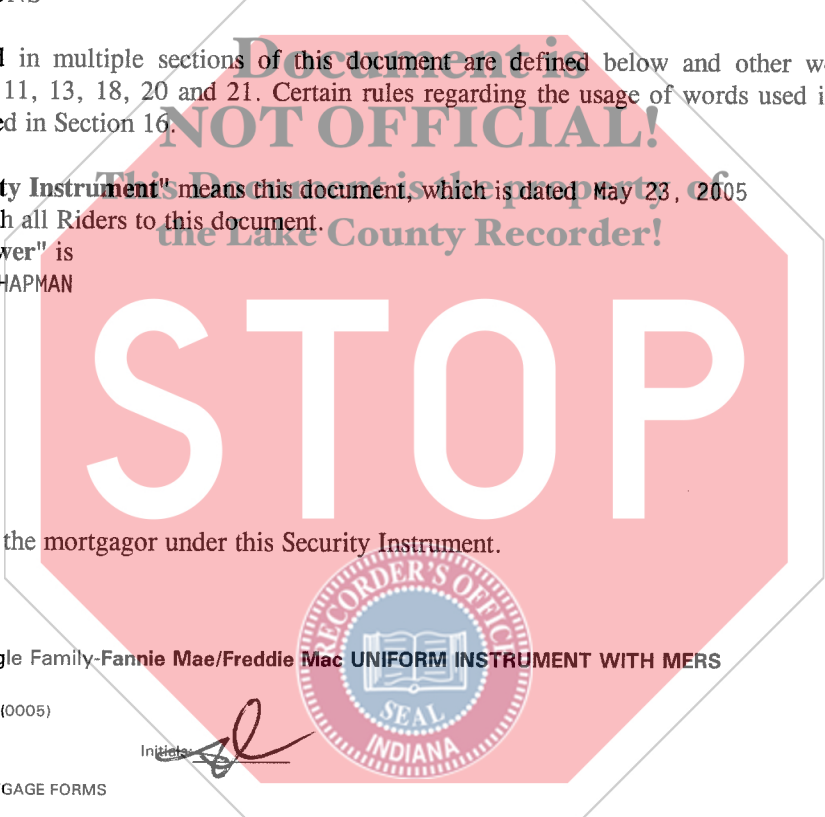 in multiple sections of this document are defined below and other
11, 13, 18, 20 and 21. Certain rules regarding the usage of words used
in Section 16.
Document is
NOT OFFICIAL!
This Document is the property of
the Lake County Recorder!
Instrument" means this document, which is dated May 23, 2005
all Riders to this document.
is
HAPMAN
STOP
the mortgagor under this Security Instrument.
RECORDER'S OFFICE
SEAL
INDIANA
gle Family-Fannie Mae/Freddie Mac UNIFORM INSTRUMENT WITH MERS
(0005)
Initials:
GAGE FORMS